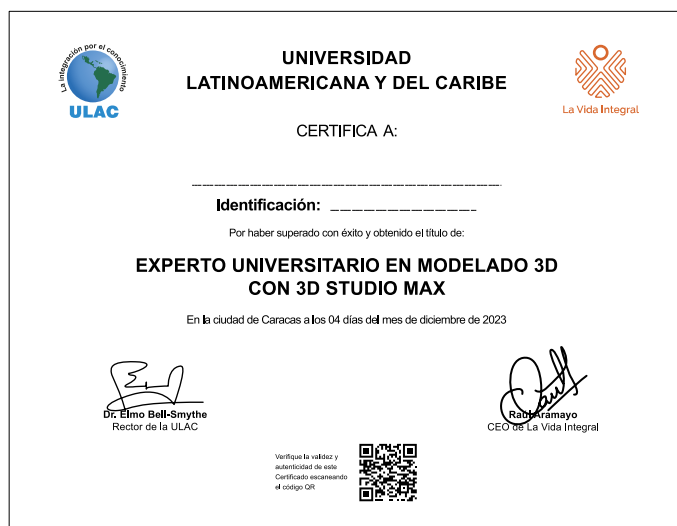 La integración por el conocimiento
ULAC
UNIVERSIDAD
LATINOAMERICANA Y DEL CARIBE
La Vida Integral
CERTIFICA A:
Identificación:
Por haber superado con éxito y obtenido el título de:
EXPERTO UNIVERSITARIO EN MODELADO 3D
CON 3D STUDIO MAX
En la ciudad de Caracas a los 04 días del mes de diciembre de 2023
Dr. Elmo Bell-Smythe
Rector de la ULAC
Raúl Aramayo
CEO de La Vida Integral
Verifique la validez y
autenticidad de este
Certificado escaneando
el código QR